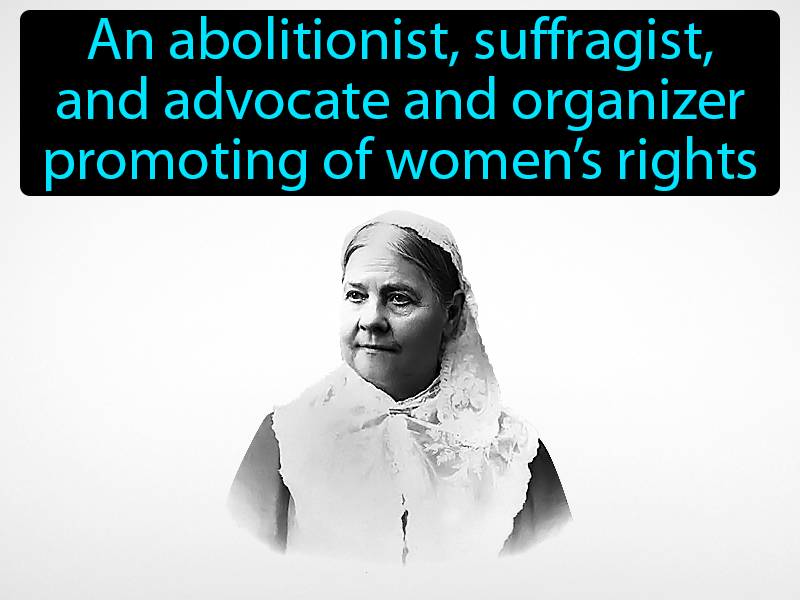 An abolitionist, suffragist,
and advocate and organizer
promoting of women’s rights